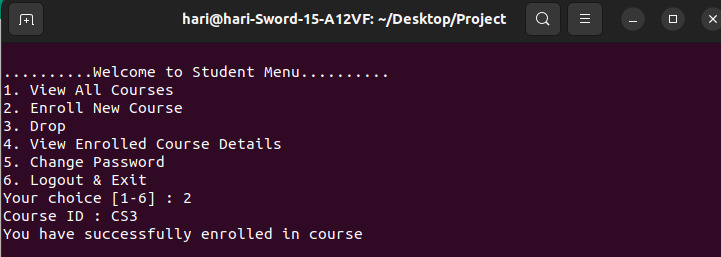 hari@hari-Sword-15-A12VF: ~/Desktop/Project
..........Welcome to Student Menu..........
1. View All Courses
2. Enroll New Course
3. Drop
4. View Enrolled Course Details
5. Change Password
6. Logout & Exit
Your choice [1-6] : 2
Course ID : CS3
You have successfully enrolled in course